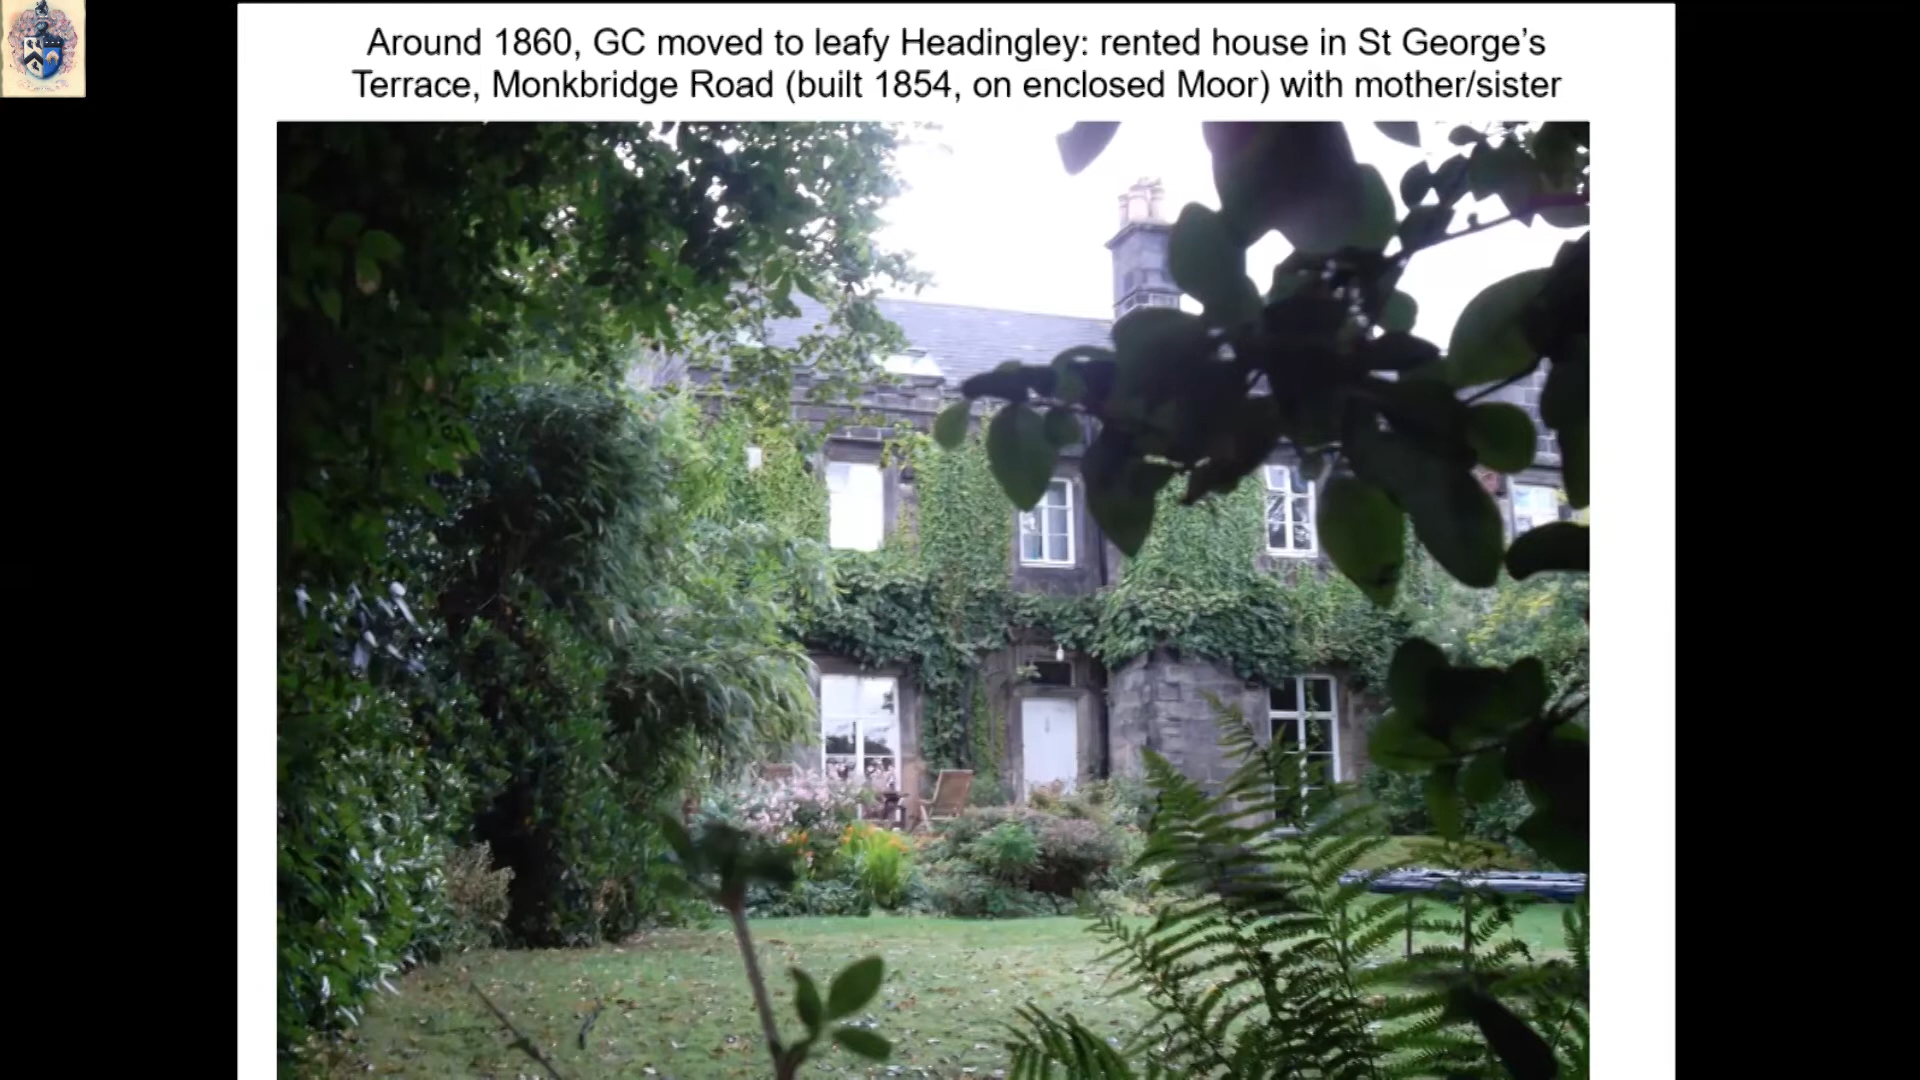 Around 1860, GC moved to leafy Headingley: rented house in St George’s
Terrace, Monkbridge Road (built 1854, on enclosed Moor) with mother/sister